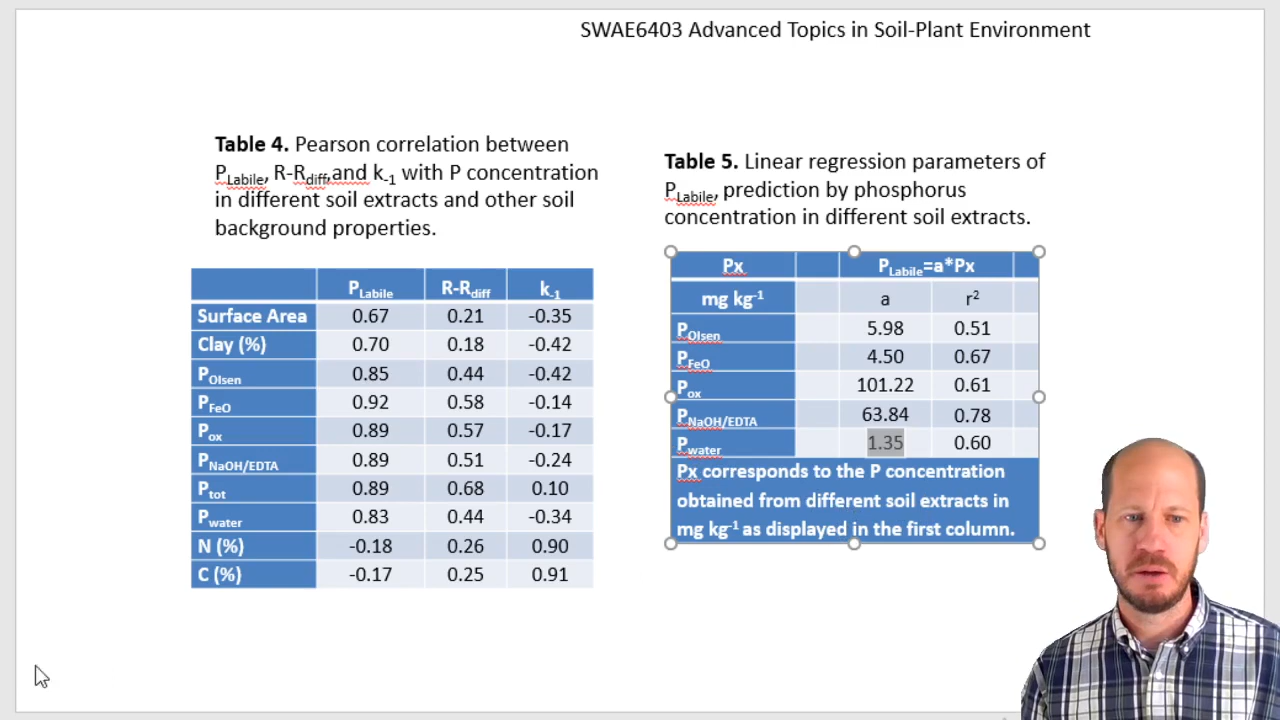 SWAE6403 Advanced Topics in Soil-Plant Environment
Table 4. Pearson correlation between
PLabile, R-Rdiff,and k-1 with P concentration
in different soil extracts and other soil
background properties.
PLabile R-Rdiff k-1
Surface Area 0.67 0.21 -0.35
Clay (%) 0.70 0.18 -0.42
POlsen 0.85 0.44 -0.42
PFeO 0.92 0.58 -0.14
Pox 0.89 0.57 -0.17
PNaOH/EDTA 0.89 0.51 -0.24
Ptot 0.89 0.68 0.10
Pwater 0.83 0.44 -0.34
N (%) -0.18 0.26 0.90
C (%) -0.17 0.25 0.91
Table 5. Linear regression parameters of
PLabile, prediction by phosphorus
concentration in different soil extracts.
Px PLabile=a*Px
mg kg-1 a r2
POlsen 5.98 0.51
PFeO 4.50 0.67
Pox 101.22 0.61
PNaOH/EDTA 63.84 0.78
Pwater 1.35 0.60
Px corresponds to the P concentration
obtained from different soil extracts in
mg kg-1 as displayed in the first column.